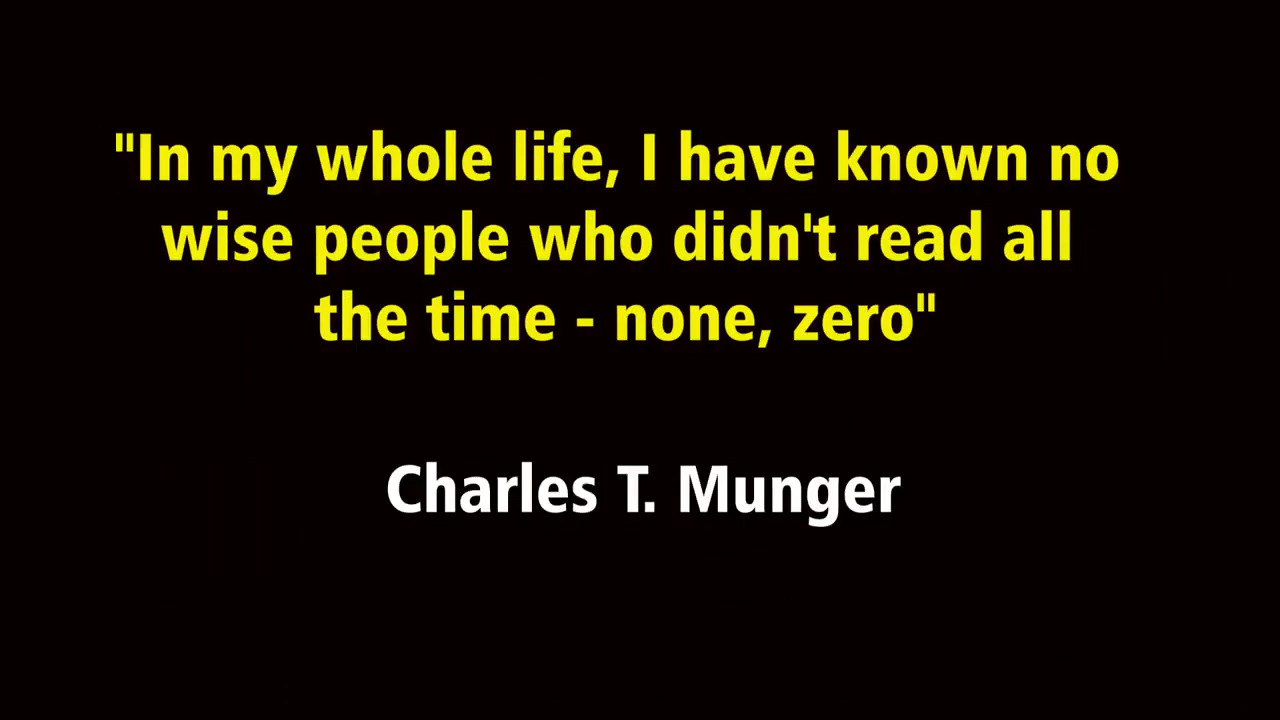 "In my whole life, I have known no
wise people who didn't read all
the time - none, zero"
Charles T. Munger